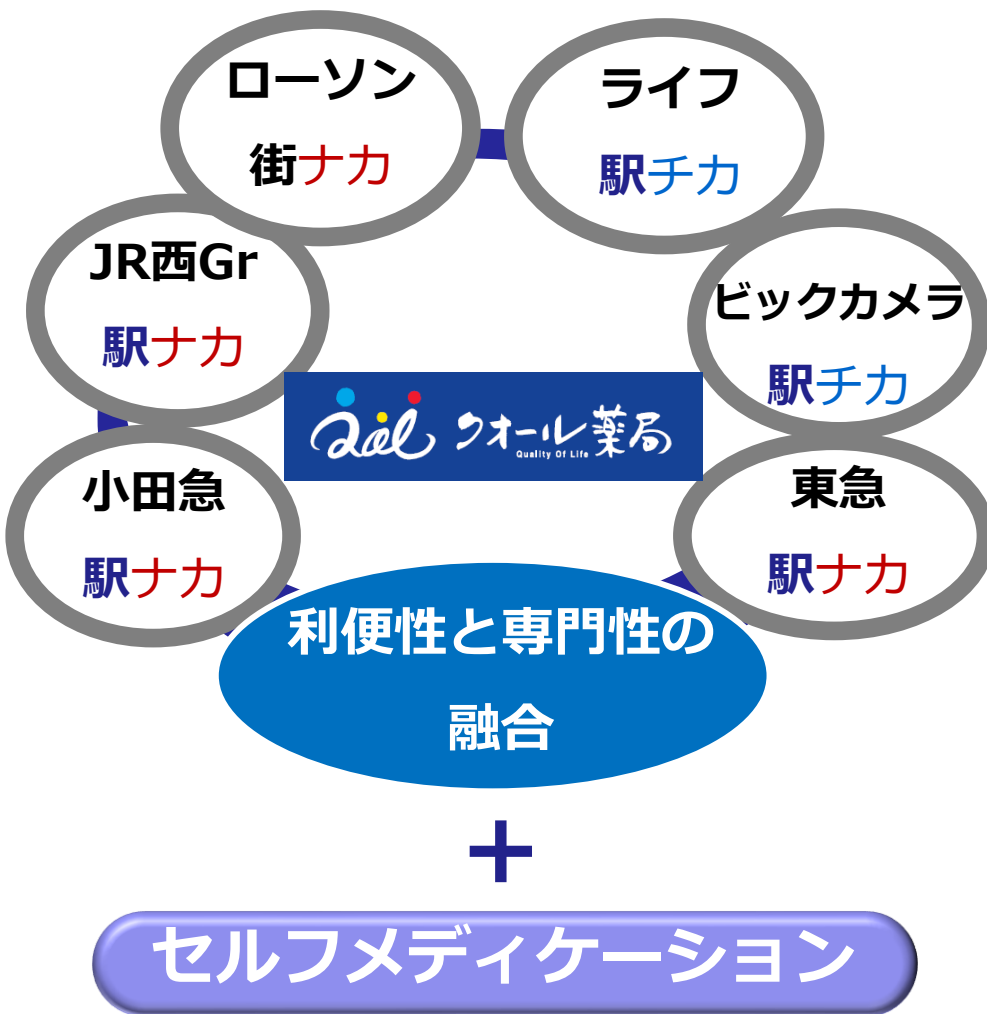 ローソン
街ナカ
ライフ
駅チカ
JR西Gr
駅ナカ
ビックカメラ
駅チカ
Qol クオール薬局
Quality Of Life
小田急
駅ナカ
東急
駅ナカ
利便性と専門性の
融合
+
セルフメディケーション